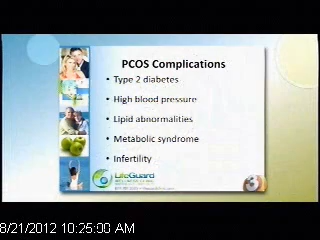 PCOS Complications
• Type 2 diabetes
• High blood pressure
• Lipid abnormalities
• Metabolic syndrome
• Infertility
LifeGuard
3
8/21/2012 10:25:00 AM